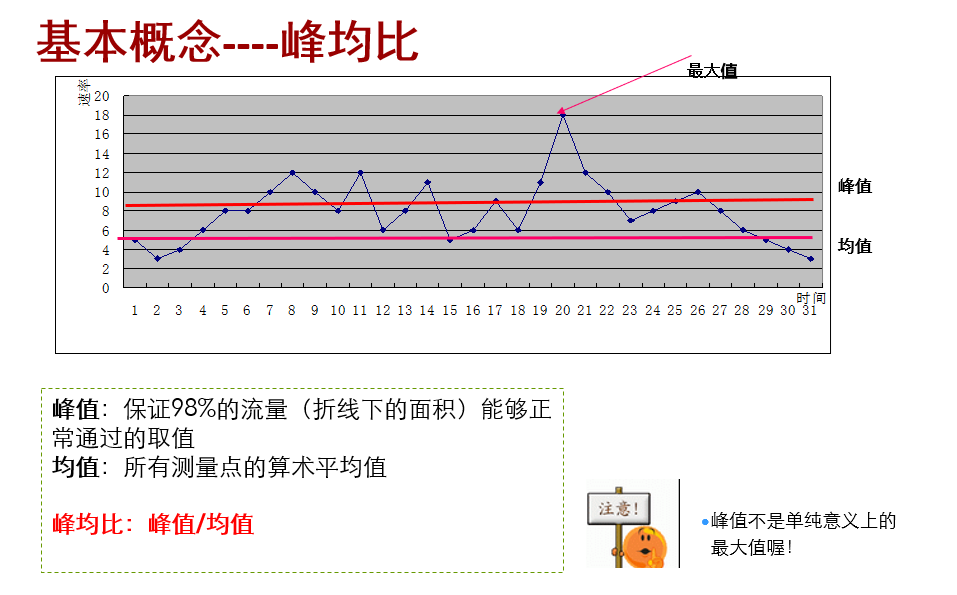 基本概念----峰均比
最大值
速率
20
18
16
14
12
10
8
6
4
2
0
峰值
均值
时间
1 2 3 4 5 6 7 8 9 10 11 12 13 14 15 16 17 18 19 20 21 22 23 24 25 26 27 28 29 30 31
峰值：保证98%的流量（折线下的面积）能够正
常通过的取值
均值：所有测量点的算术平均值
峰均比：峰值/均值
注意！
•峰值不是单纯意义上的
最大值喔！